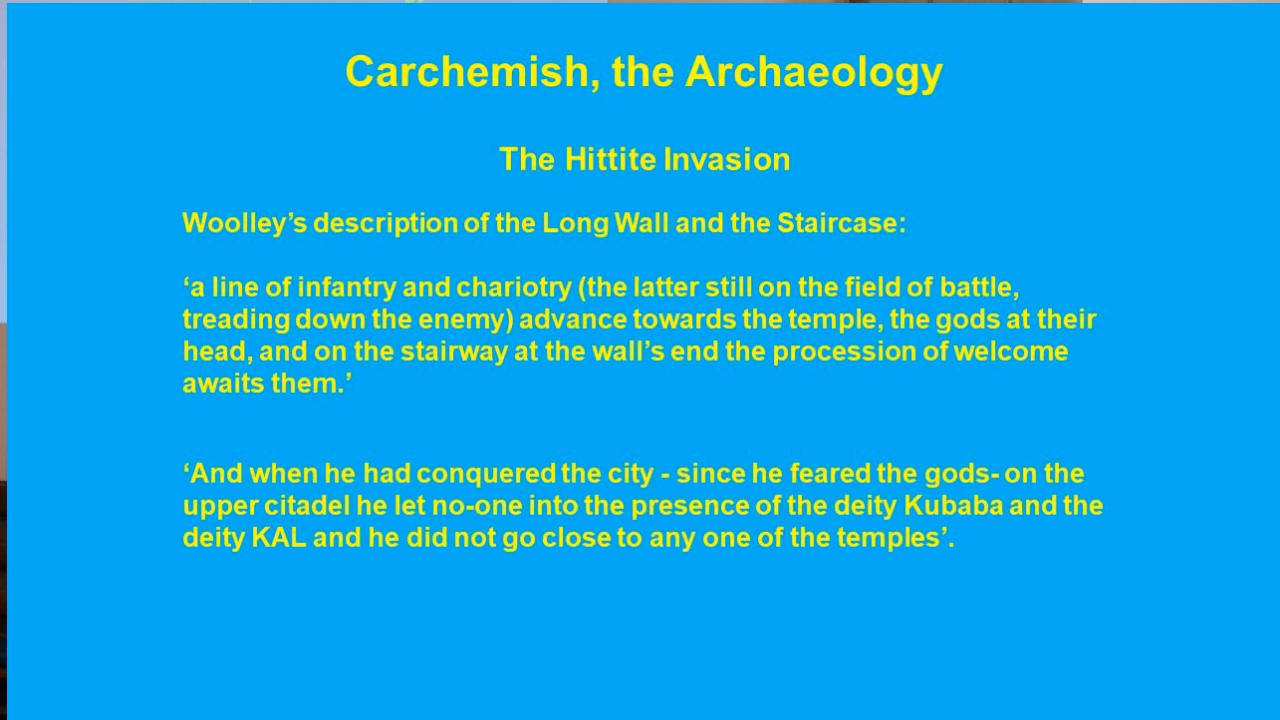 Carchemish, the Archaeology
The Hittite Invasion
Woolley’s description of the Long Wall and the Staircase:
‘a line of infantry and chariotry (the latter still on the field of battle,
treading down the enemy) advance towards the temple, the gods at their
head, and on the stairway at the wall’s end the procession of welcome
awaits them.’
‘And when he had conquered the city - since he feared the gods- on the
upper citadel he let no-one into the presence of the deity Kubaba and the
deity KAL and he did not go close to any one of the temples’.